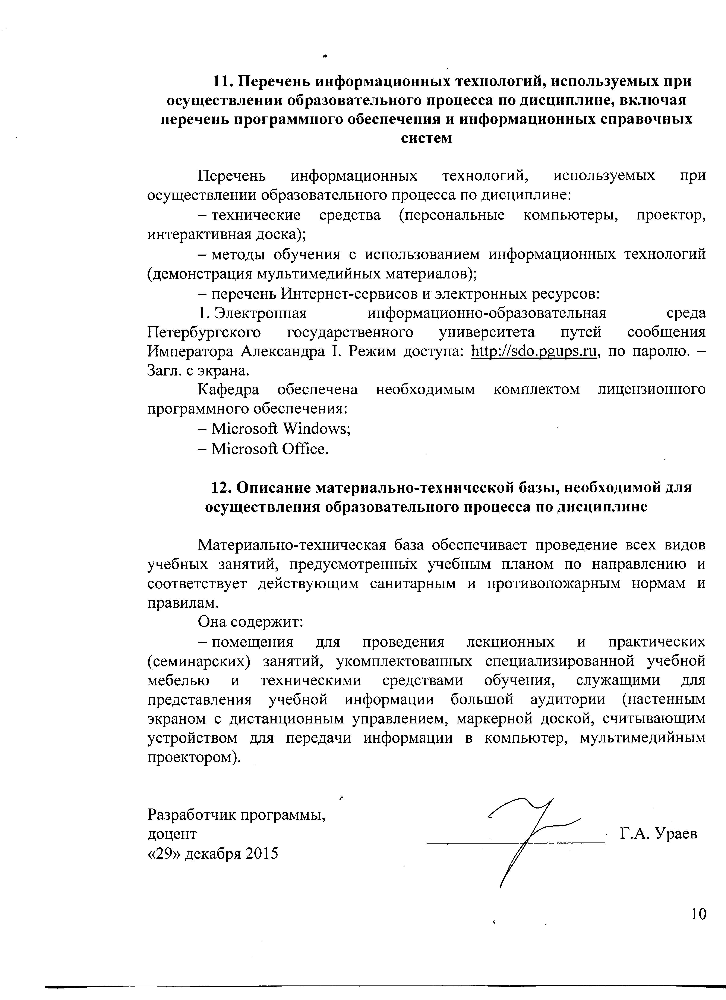 11. Перечень информационных технологий, используемых при
осуществлении образовательного процесса по дисциплине, включая
перечень программного обеспечения и информационных справочных
систем
Перечень информационных технологий, используемых при
осуществлении образовательного процесса по дисциплине:
– технические средства (персональные компьютеры, проектор,
интерактивная доска);
– методы обучения с использованием информационных технологий
(демонстрация мультимедийных материалов);
– перечень Интернет-сервисов и электронных ресурсов:
1. Электронная информационно-образовательная среда
Петербургского государственного университета путей сообщения
Императора Александра I. Режим доступа: http://sdo.pgups.ru, по паролю. –
Загл. с экрана.
Кафедра обеспечена необходимым комплектом лицензионного
программного обеспечения:
– Microsoft Windows;
– Microsoft Office.
12. Описание материально-технической базы, необходимой для
осуществления образовательного процесса по дисциплине
Материально-техническая база обеспечивает проведение всех видов
учебных занятий, предусмотренных учебным планом по направлению и
соответствует действующим санитарным и противопожарным нормам и
правилам.
Она содержит:
– помещения для проведения лекционных и практических
(семинарских) занятий, укомплектованных специализированной учебной
мебелью и техническими средствами обучения, служащими для
представления учебной информации большой аудитории (настенным
экраном с дистанционным управлением, маркерной доской, считывающим
устройством для передачи информации в компьютер, мультимедийным
проектором).
Разработчик программы,
доцент Г.А. Ураев
«29» декабря 2015
10